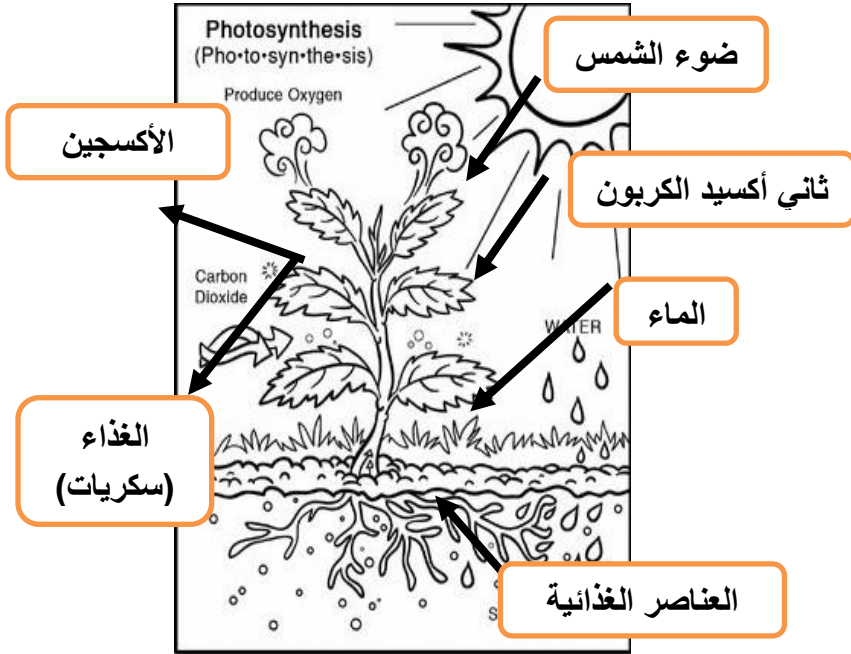 Photosynthesis
(Pho•to•syn•the•sis)
ضوء الشمس
Produce Oxygen
الأكسجين
ثاني أكسيد الكربون
Carbon
Dioxide
الماء
WATER
الغذاء
(سكريات)
العناصر الغذائية